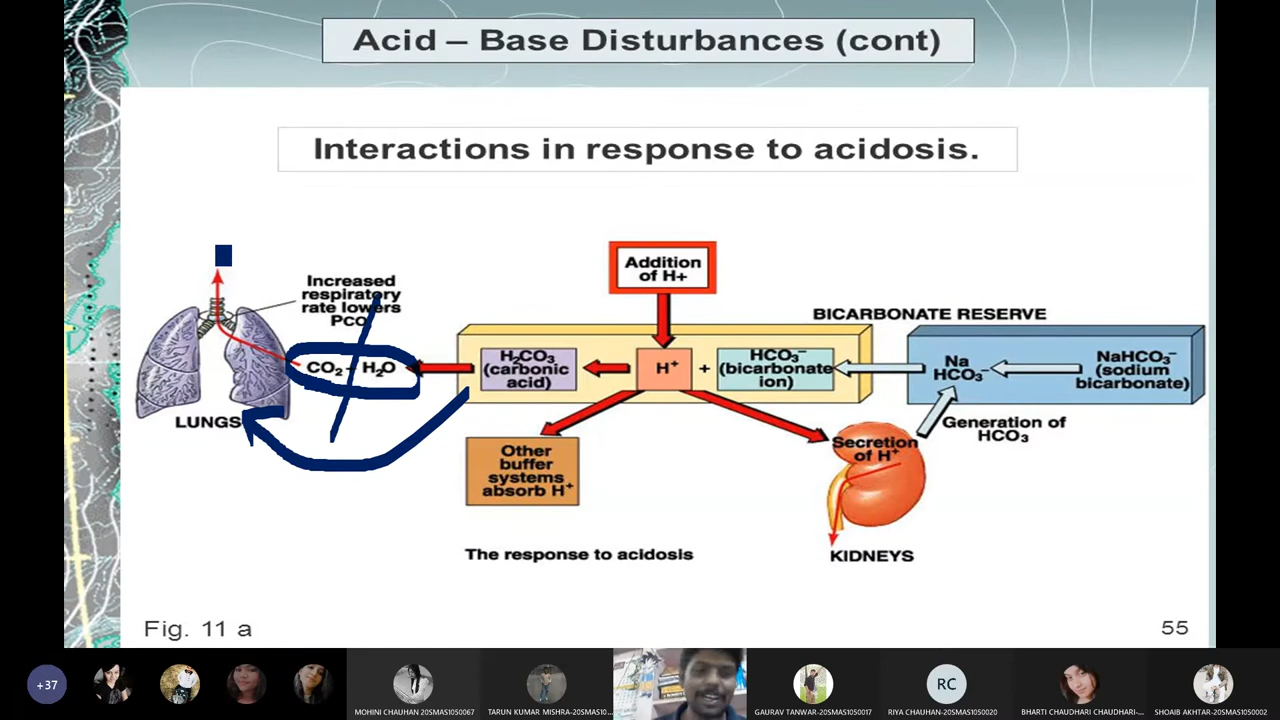 Acid – Base Disturbances (cont)
Interactions in response to acidosis.
Addition
of H+
Increased
respiratory
rate lowers
PCO
BICARBONATE RESERVE
CO₂ – H₂O
H₂CO₃
(carbonic
acid)
H⁺
+
HCO₃⁻
(bicarbonate
ion)
Na
HCO₃⁻
NaHCO₃⁻
(sodium
bicarbonate)
LUNGS
Generation of
HCO₃
Other
buffer
systems
absorb H⁺
Secretion
of H⁺
The response to acidosis
KIDNEYS
Fig. 11 a
55
+37
MOHINI CHAUHAN 20SMAS1050067
TARUN KUMAR MISHRA-20SMAS10...
GAURAV TANWAR-20SMAS1050017
RC
RIYA CHAUHAN-20SMAS1050020
BHARTI CHAUDHARI CHAUDHARI-...
SHOAIB AKHTAR-20SMAS1050002